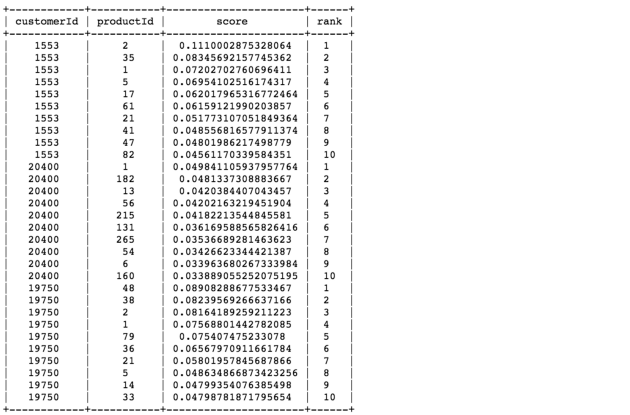 +------------+-----------+----------------------+------+
| customerId | productId |        score         | rank |
+------------+-----------+----------------------+------+
|    1553    |     2     |  0.1110002875328064  |  1   |
|    1553    |     35    | 0.08345692157745362  |  2   |
|    1553    |     1     | 0.07202702760696411  |  3   |
|    1553    |     5     | 0.06954102516174317  |  4   |
|    1553    |     17    | 0.062017965316772464 |  5   |
|    1553    |     61    | 0.06159121990203857  |  6   |
|    1553    |     21    | 0.051773107051849364 |  7   |
|    1553    |     41    | 0.048556816577911374 |  8   |
|    1553    |     47    | 0.04801986217498779  |  9   |
|    1553    |     82    | 0.04561170339584351  |  10  |
|   20400    |     1     | 0.049841105937957764 |  1   |
|   20400    |    182    |  0.0481337308883667  |  2   |
|   20400    |     13    |  0.0420384407043457  |  3   |
|   20400    |     56    | 0.04202163219451904  |  4   |
|   20400    |    215    | 0.04182213544845581  |  5   |
|   20400    |    131    | 0.036169588565826416 |  6   |
|   20400    |    265    | 0.03536689281463623  |  7   |
|   20400    |     54    | 0.03426623344421387  |  8   |
|   20400    |     6     | 0.033963680267333984 |  9   |
|   20400    |    160    | 0.033889055252075195 |  10  |
|   19750    |     48    | 0.08908288677533467  |  1   |
|   19750    |     38    | 0.08239569266637166  |  2   |
|   19750    |     2     | 0.08164189259211223  |  3   |
|   19750    |     1     | 0.07568801442782085  |  4   |
|   19750    |     79    |  0.075407475233078   |  5   |
|   19750    |     36    | 0.06567970911661784  |  6   |
|   19750    |     21    | 0.05801957845687866  |  7   |
|   19750    |     5     | 0.048634866873423256 |  8   |
|   19750    |     14    | 0.04799354076385498  |  9   |
|   19750    |     33    | 0.04798781871795654  |  10  |
+------------+-----------+----------------------+------+